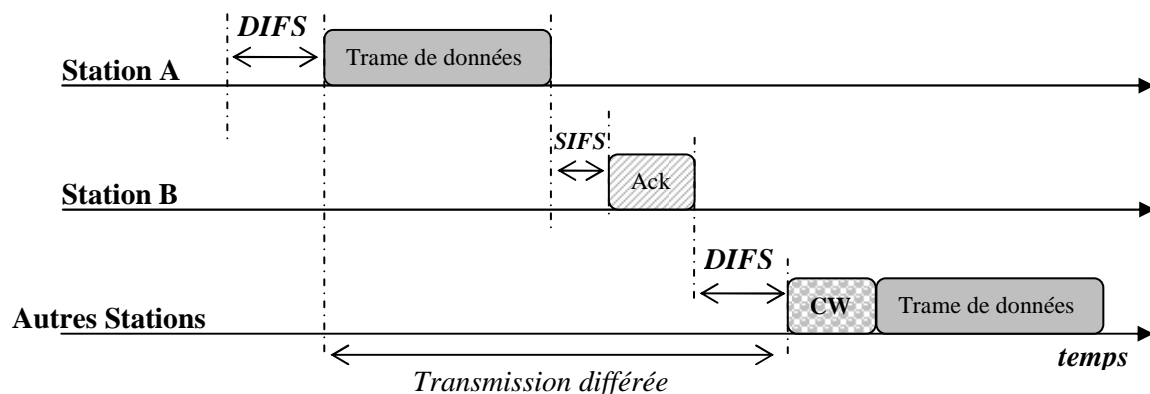 DIFS
Trame de données
Station A
SIFS
Ack
Station B
DIFS
CW
Trame de données
Autres Stations
temps
Transmission différée